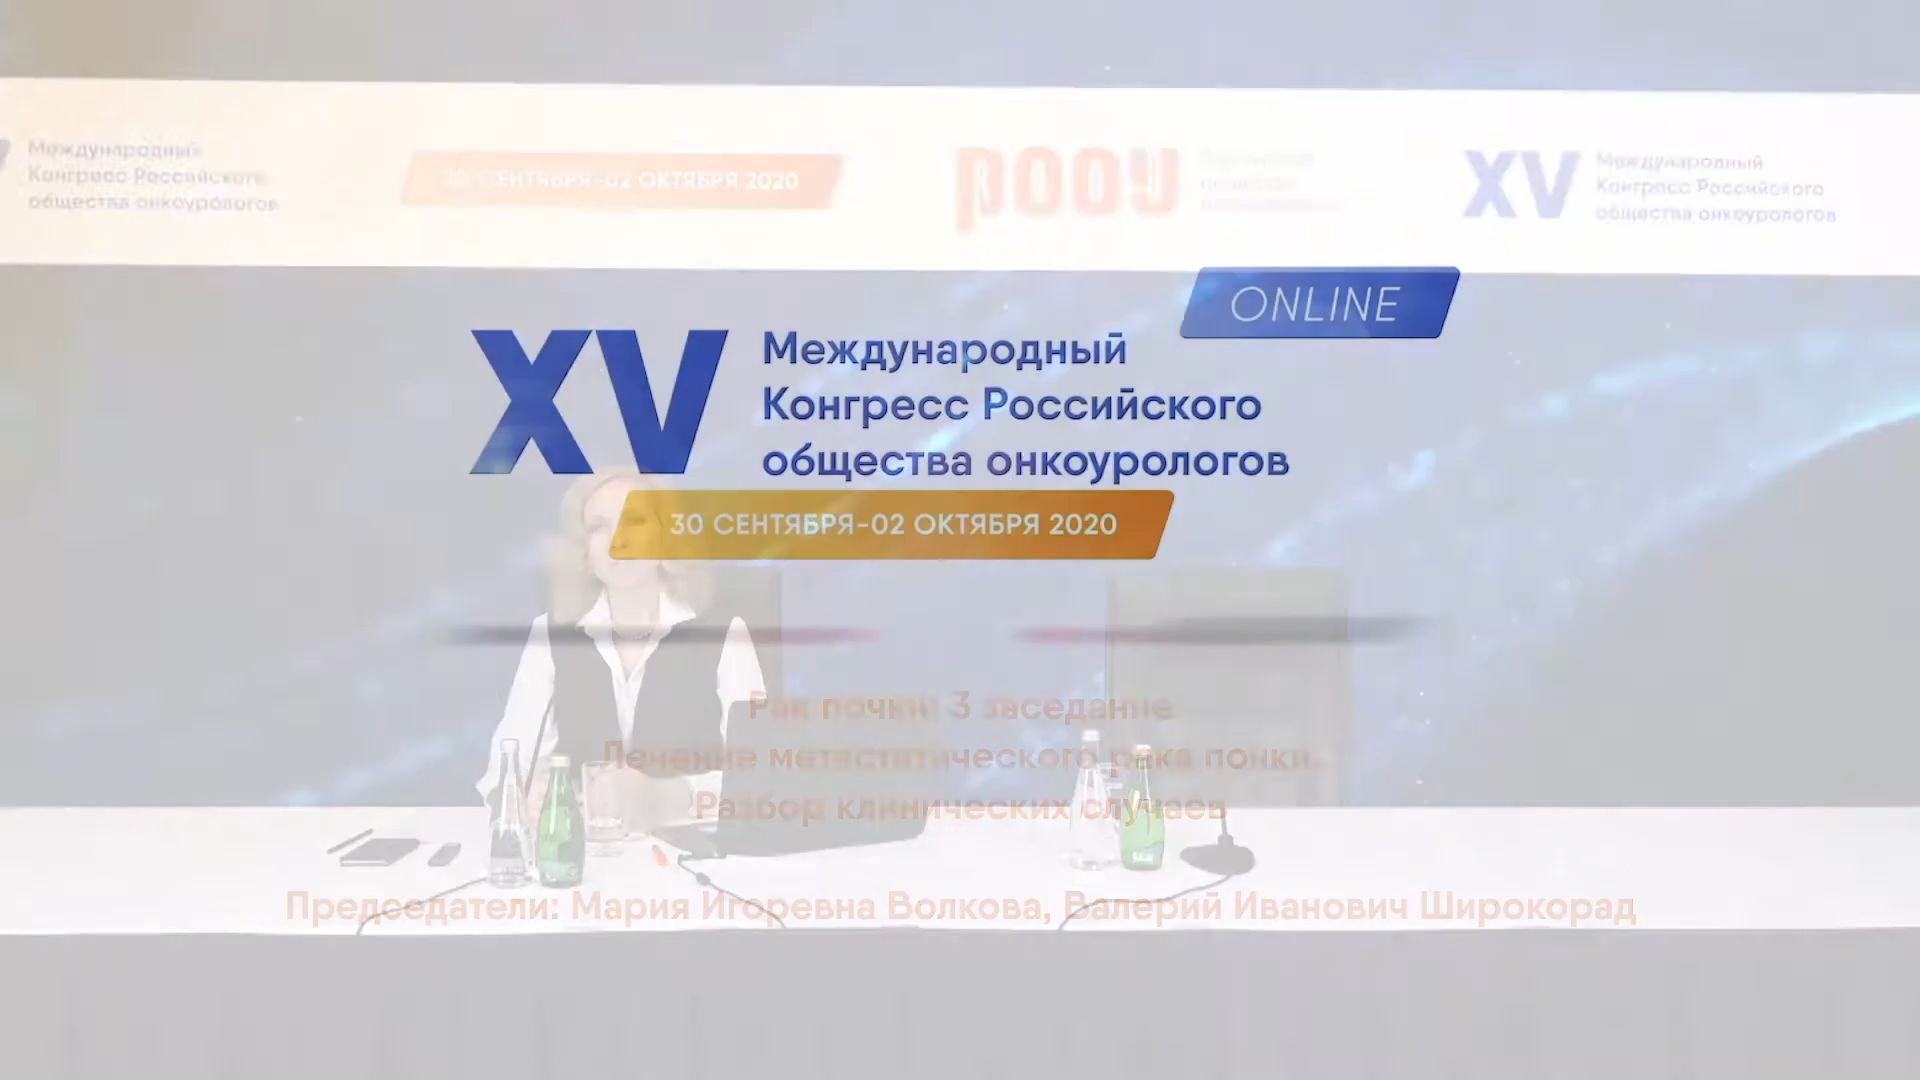 Международный
Конгресс Российского
общества онкоурологов
30 СЕНТЯБРЯ-02 ОКТЯБРЯ 2020
РООУ
XV
Международный
Конгресс Российского
общества онкоурологов
ONLINE
XV
Международный
Конгресс Российского
общества онкоурологов
30 СЕНТЯБРЯ-02 ОКТЯБРЯ 2020
Рак почки! 3 заседание
Лечение метастатического рака почки.
Разбор клинических случаев
Председатели: Мария Игоревна Волкова, Валерий Иванович Широкорад